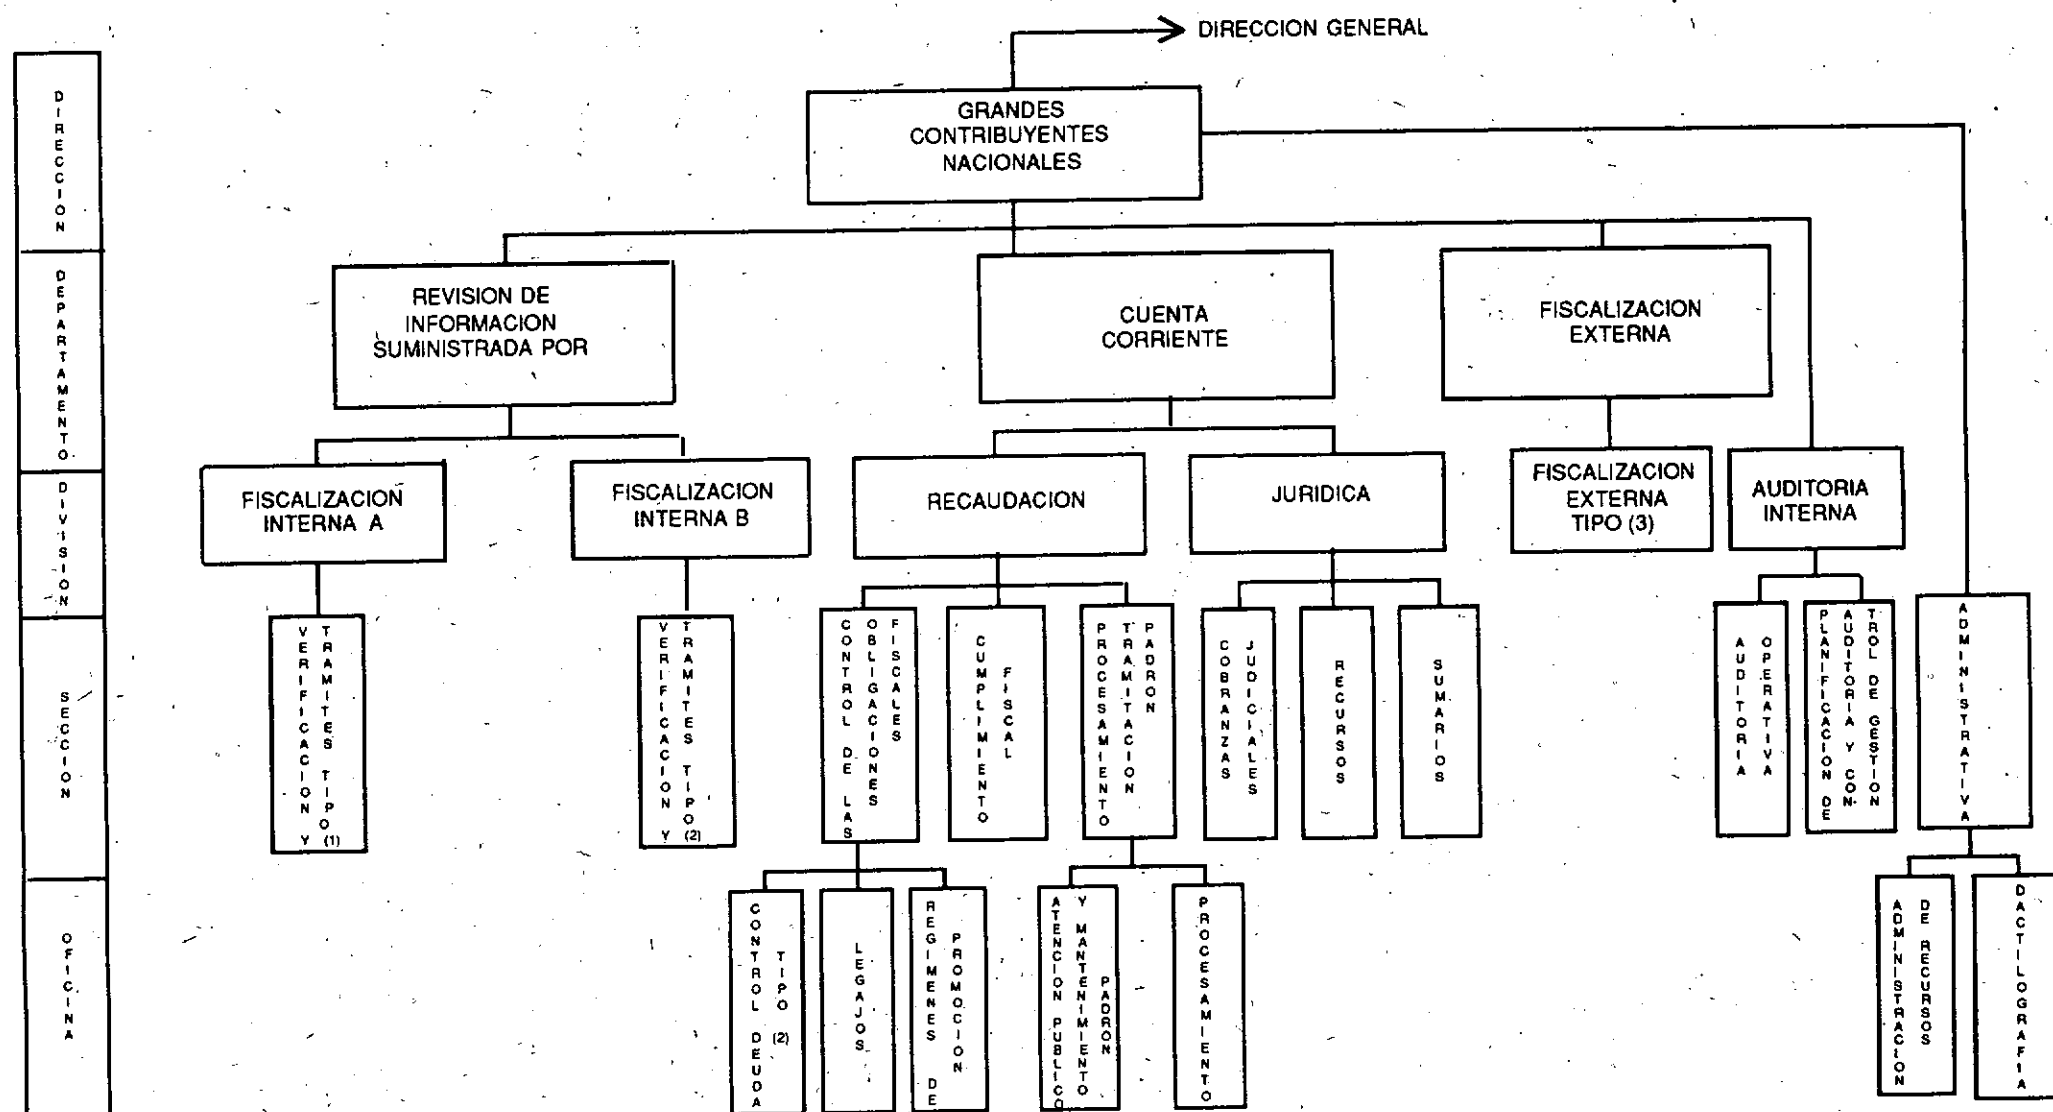 DIRECCION GENERAL
DIRECCION
GRANDES
CONTRIBUYENTES
NACIONALES
DEPARTAMENTO
REVISION DE
INFORMACION
SUMINISTRADA POR
CUENTA
CORRIENTE
FISCALIZACION
EXTERNA
DIVISION
FISCALIZACION
INTERNA A
FISCALIZACION
INTERNA B
RECAUDACION
JURIDICA
FISCALIZACION
EXTERNA
TIPO (3)
AUDITORIA
INTERNA
SECCION
VERIFICACION Y
TRAMITES TIPO (1)
VERIFICACION Y
TRAMITES TIPO (2)
CONTROL DE LAS
OBLIGACIONES
FISCALES
CUMPLIMIENTO
FISCAL
PROCESAMIENTO
TRAMITACION
PADRON
COBRANZAS
JUDICIALES
RECURSOS
SUMARIOS
AUDITORIA
OPERATIVA
PLANIFICACION DE
AUDITORIA Y CON-
TROL DE GESTION
ADMINISTRATIVA
OFICINA
CONTROL DEUDA
TIPO (2)
LEGAJOS
REGIMENES DE
PROMOCION
ATENCION PUBLICO
Y MANTENIMIENTO
PADRON
PROCESAMIENTO
ADMINISTRACION
DE RECURSOS
DACTILOGRAFIA